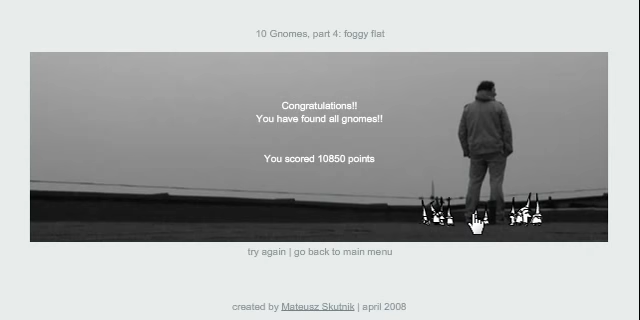 10 Gnomes, part 4: foggy flat
Congratulations!!
You have found all gnomes!!
You scored 10850 points
try again | go back to main menu
created by Mateusz Skutnik | april 2008